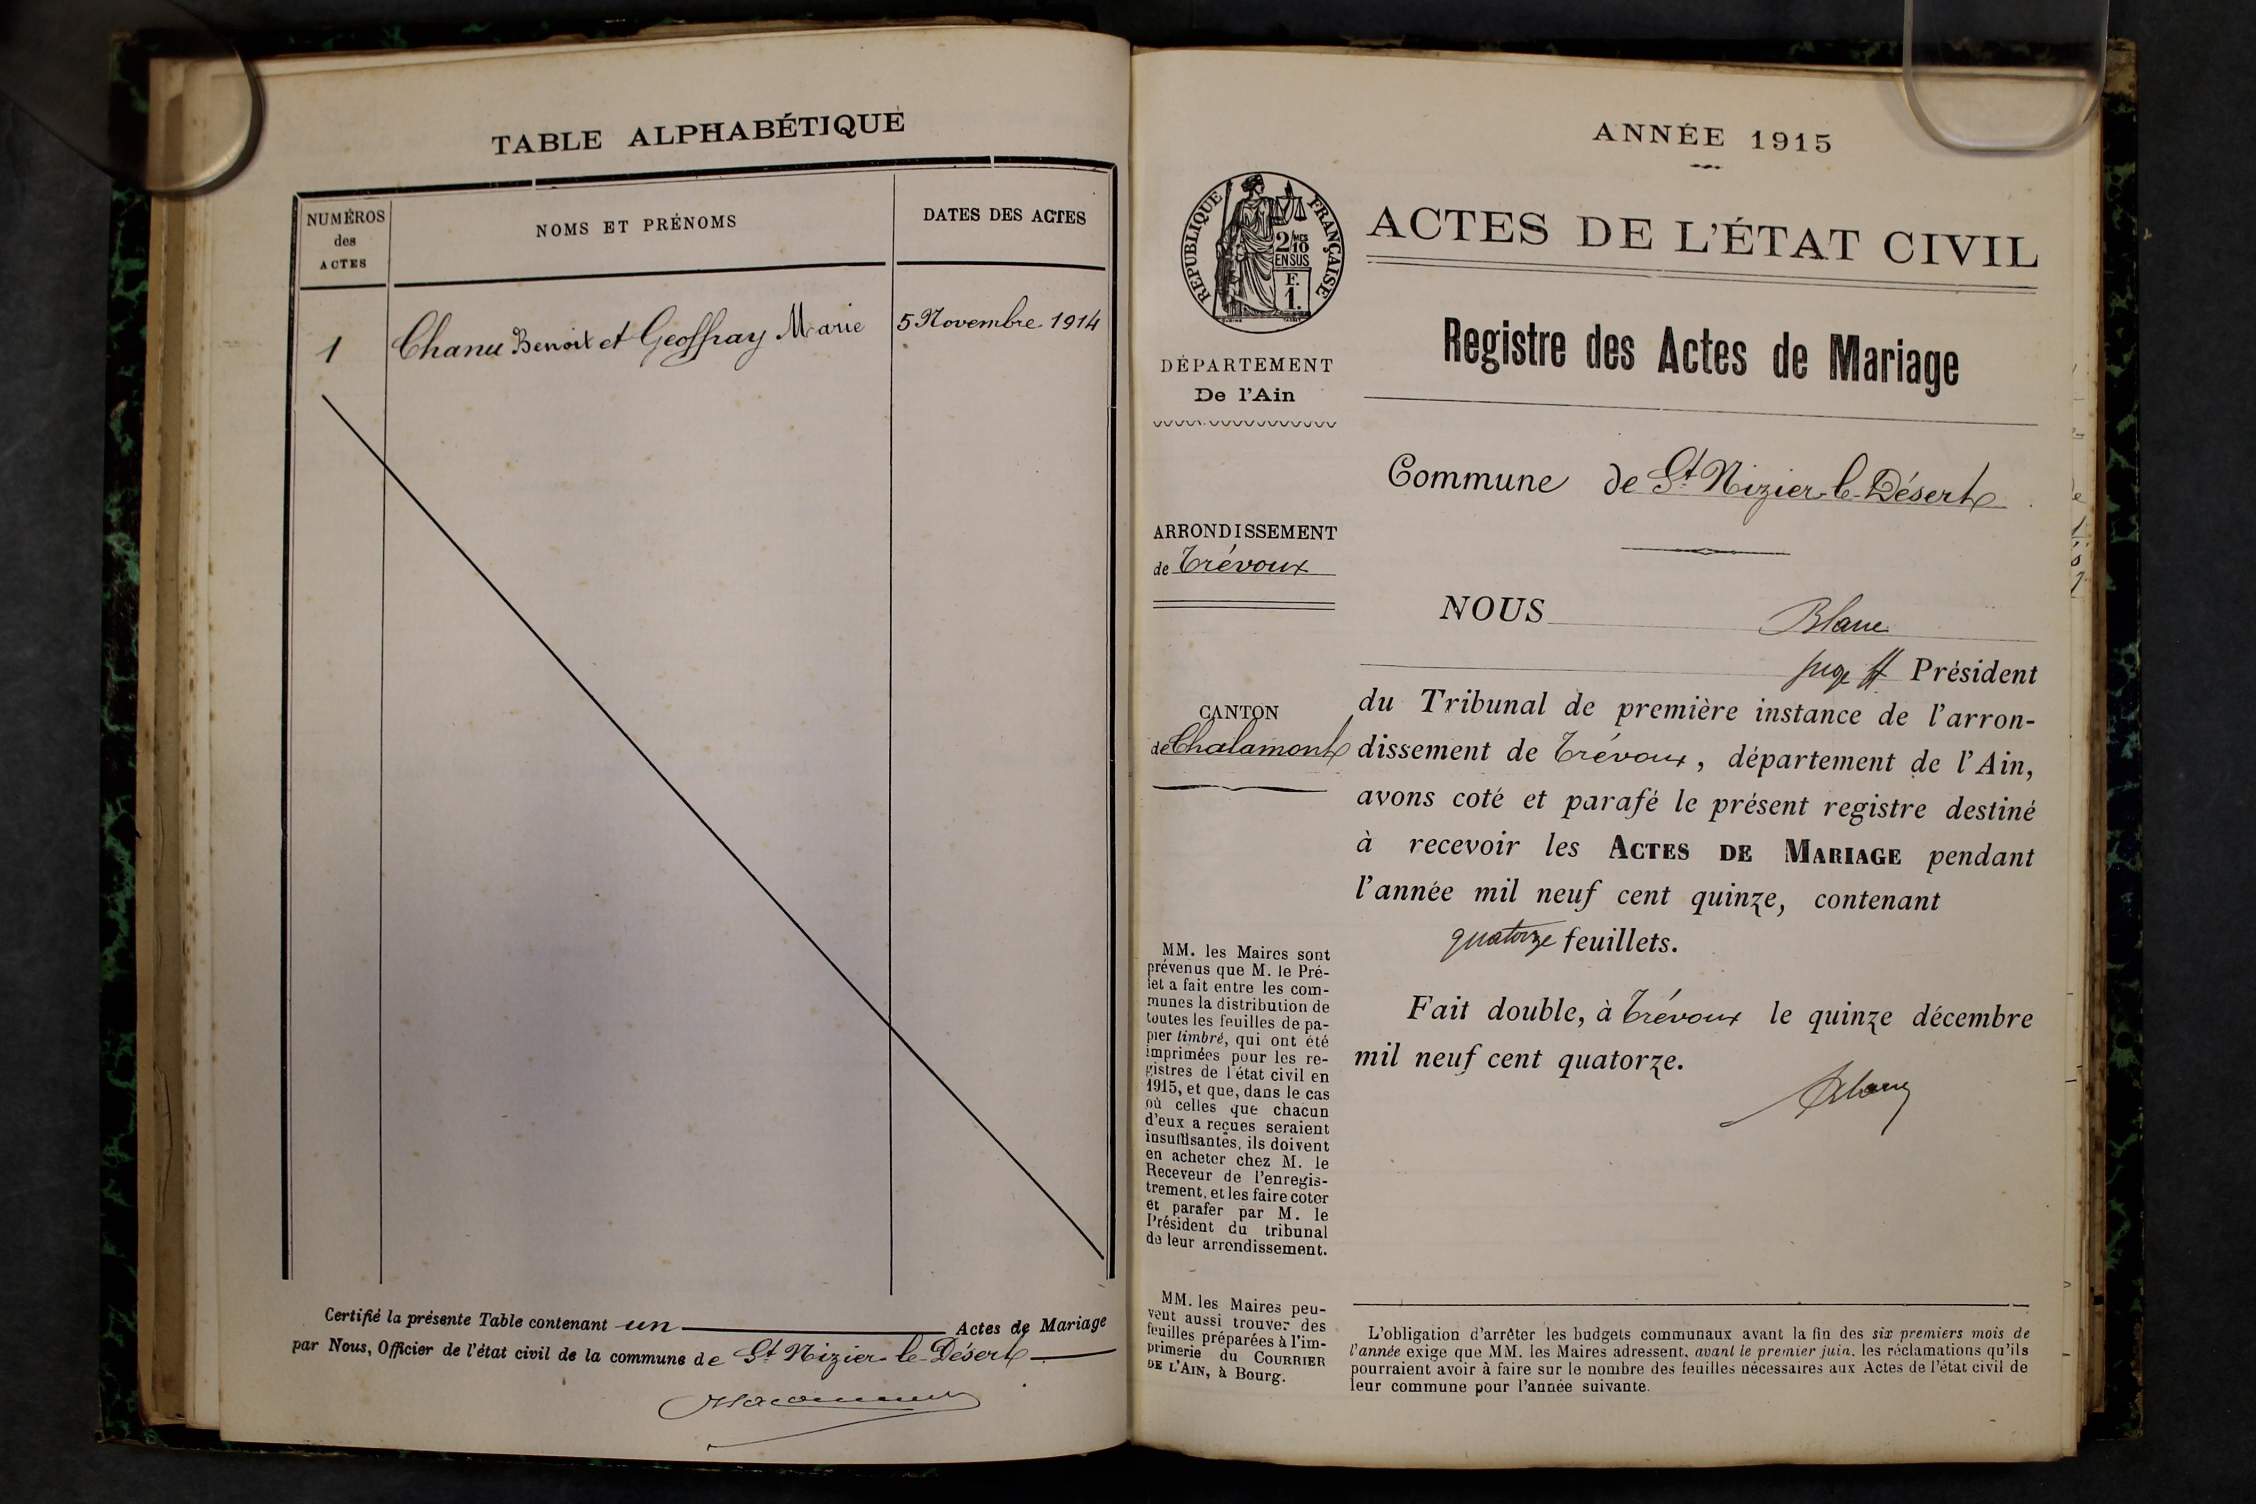 TABLE ALPHABÉTIQUE
NUMÉROS
des
ACTES
NOMS ET PRÉNOMS
DATES DES ACTES
1
Chanu Benoit et Geoffray Marie
5 Novembre 1914
Certifié la présente Table contenant un Actes de Mariage
par Nous, Officier de l'état civil de la commune de St Nizier-le-Désert
ANNÉE 1915
RÉPUBLIQUE FRANÇAISE
2/10MES
EN SUS
F.
1.
ACTES DE L'ÉTAT CIVIL
Registre des Actes de Mariage
DÉPARTEMENT
De l'Ain
Commune de St Nizier-le-Désert
ARRONDISSEMENT
de Trévoux
CANTON
de Chalamont
NOUS Blanc
Juge ff Président
du Tribunal de première instance de l'arron-
dissement de Trévoux, département de l'Ain,
avons coté et parafé le présent registre destiné
à recevoir les ACTES DE MARIAGE pendant
l'année mil neuf cent quinze, contenant
quatorze feuillets.
Fait double, à Trévoux le quinze décembre
mil neuf cent quatorze.
Blanc
MM. les Maires sont
prévenus que M. le Pré-
fet a fait entre les com-
munes la distribution de
toutes les feuilles de pa-
pier timbré, qui ont été
imprimées pour les re-
gistres de l'état civil en
1915, et que, dans le cas
où celles que chacun
d'eux a reçues seraient
insuffisantes, ils doivent
en acheter chez M. le
Receveur de l'enregis-
trement, et les faire coter
et parafer par M. le
Président du tribunal
de leur arrondissement.
MM. les Maires peu-
vent aussi trouver des
feuilles préparées à l'im-
primerie du COURRIER
DE L'AIN, à Bourg.
L'obligation d'arrêter les budgets communaux avant la fin des six premiers mois de
l'année exige que MM. les Maires adressent, avant le premier juin, les réclamations qu'ils
pourraient avoir à faire sur le nombre des feuilles nécessaires aux Actes de l'état civil de
leur commune pour l'année suivante.